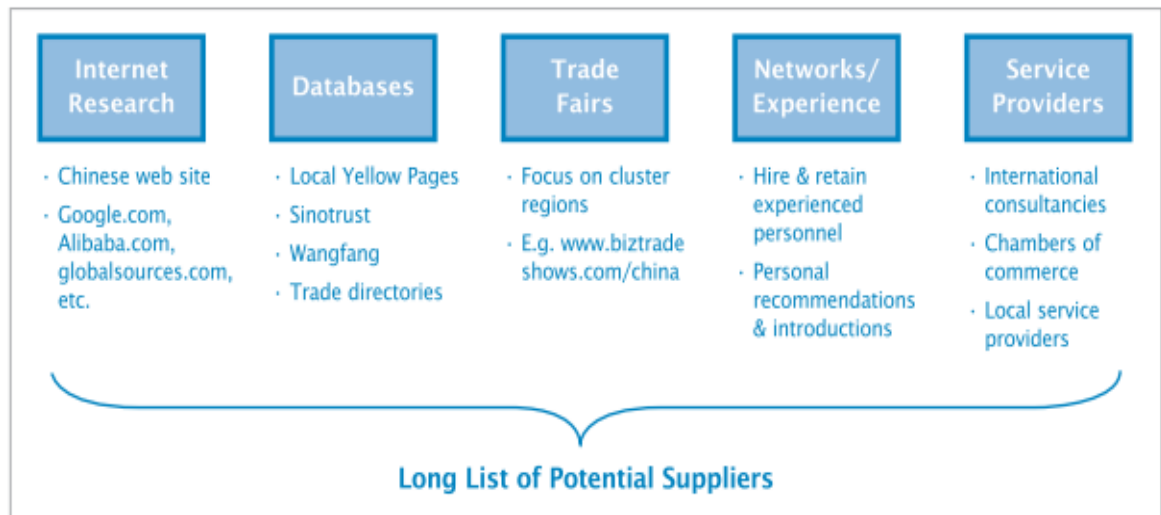 Internet
Research
Databases
Trade
Fairs
Networks/
Experience
Service
Providers
· Chinese web site
· Google.com,
Alibaba.com,
globalsources.com,
etc.
· Local Yellow Pages
· Sinotrust
· Wangfang
· Trade directories
· Focus on cluster
regions
· E.g. www.biztrade
shows.com/china
· Hire & retain
experienced
personnel
· Personal
recommendations
& introductions
· International
consultancies
· Chambers of
commerce
· Local service
providers
Long List of Potential Suppliers